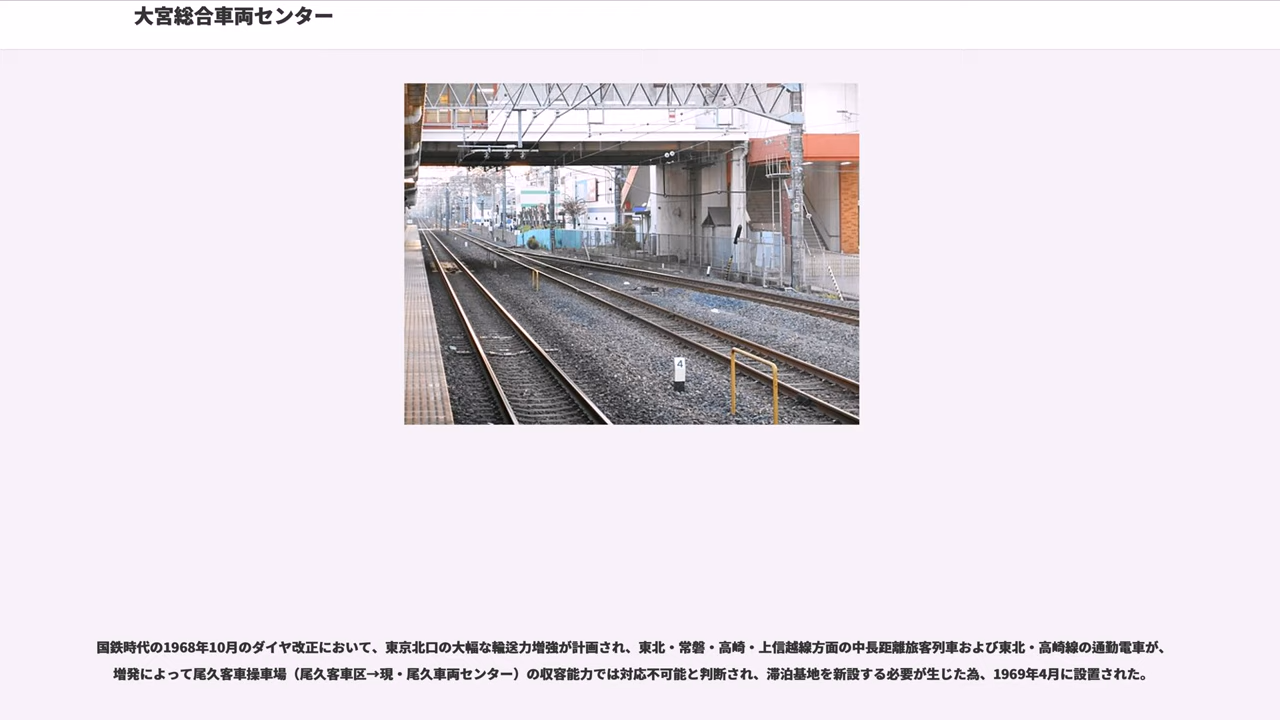 大宮総合車両センター
4
国鉄時代の1968年10月のダイヤ改正において、東京北口の大幅な輸送力増強が計画され、東北・常磐・高崎・上信越線方面の中長距離旅客列車および東北・高崎線の通勤電車が、
増発によって尾久客車操車場（尾久客車区→現・尾久車両センター）の収容能力では対応不可能と判断され、滞泊基地を新設する必要が生じた為、1969年4月に設置された。